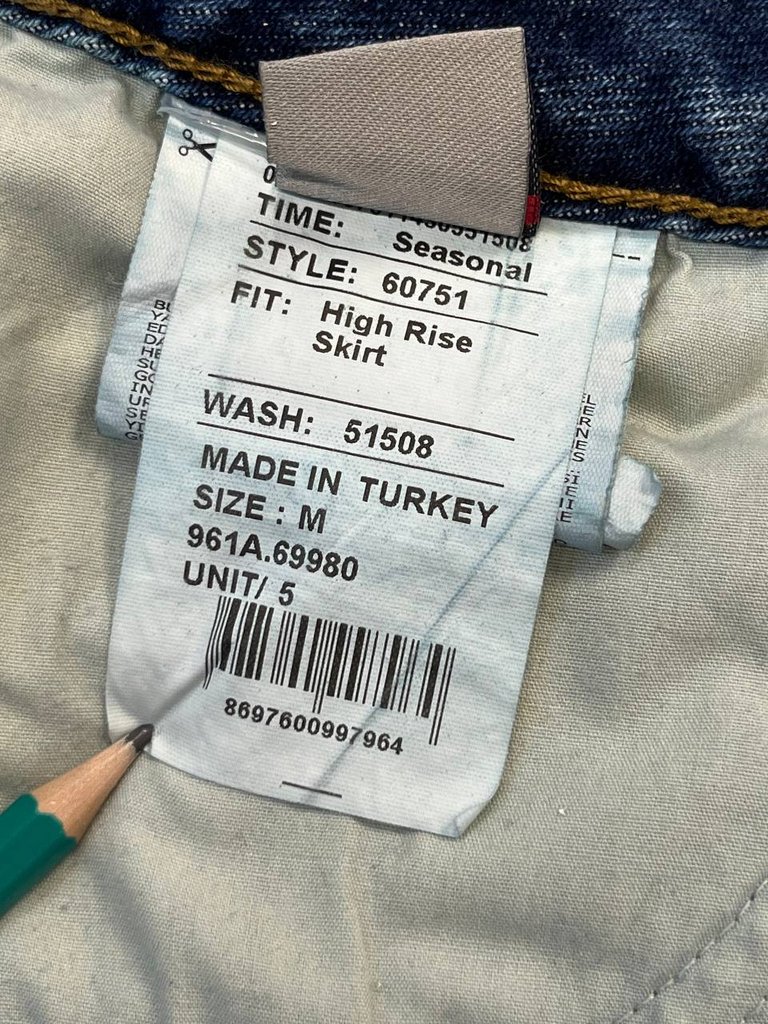 TIME: Seasonal
STYLE: 60751
FIT: High Rise
Skirt
WASH: 51508
MADE IN TURKEY
SIZE : M
961A.69980
UNIT/ 5
8697600997964